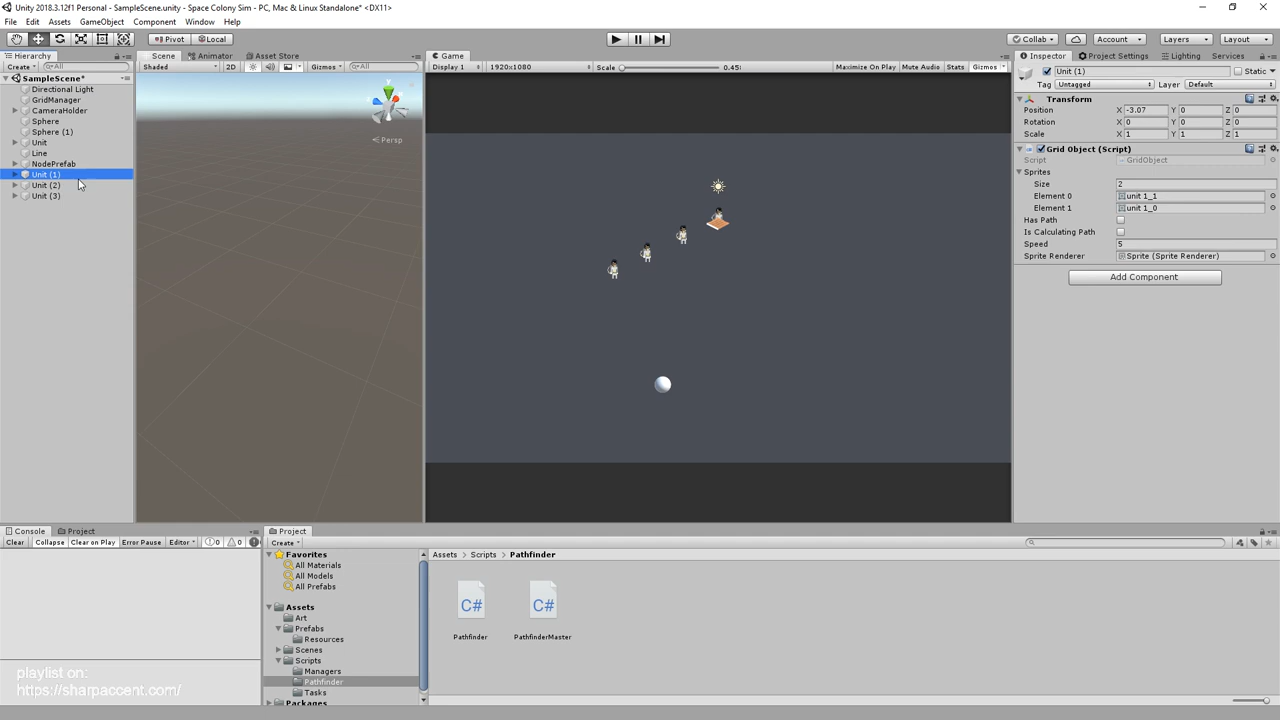 Unity 2018.3.12f1 Personal - SampleScene.unity - Space Colony Sim - PC, Mac & Linux Standalone* <DX11>
File Edit Assets GameObject Component Window Help
Pivot Local Collab Account Layers Layout
Hierarchy Scene Animator Asset Store Game Inspector Project Settings Lighting Services
Create All Shaded 2D Gizmos All Display 1 1920x1080 Scale 0.45: Maximize On Play Mute Audio Stats Gizmos Unit (1) Static
SampleScene* Tag Untagged Layer Default
Directional Light
GridManager
CameraHolder
Sphere
Sphere (1)
Unit
Line
NodePrefab
Unit (1)
Unit (2)
Unit (3)
Persp
Transform
Position X -3.07 Y 0 Z 0
Rotation X 0 Y 0 Z 0
Scale X 1 Y 1 Z 1
Grid Object (Script)
Script GridObject
Sprites
Size 2
Element 0 unit 1_1
Element 1 unit 1_0
Has Path
Is Calculating Path
Speed 5
Sprite Renderer Sprite (Sprite Renderer)
Add Component
Console Project Project
Clear Collapse Clear on Play Error Pause Editor 0 0 Create
Favorites
All Materials
All Models
All Prefabs
Assets
Art
Prefabs
Resources
Scenes
Scripts
Managers
Pathfinder
Tasks
Packages
Assets Scripts Pathfinder
C# C#
Pathfinder PathfinderMaster
playlist on:
https://sharpaccent.com/